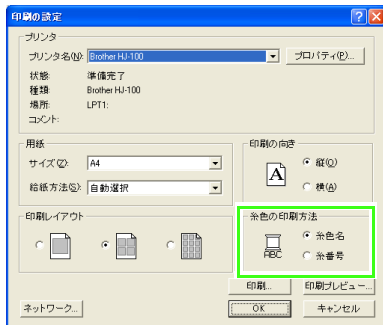 印刷の設定
プリンタ
プリンタ名(N): Brother HJ-100 プロパティ(P)...
状態: 準備完了
種類: Brother HJ-100
場所: LPT1:
コメント:
用紙
サイズ(Z): A4
給紙方法(S): 自動選択
印刷の向き
A
縦(O)
横(A)
印刷レイアウト
糸色の印刷方法
ABC
糸色名
糸番号
印刷... 印刷プレビュー...
ネットワーク... OK キャンセル